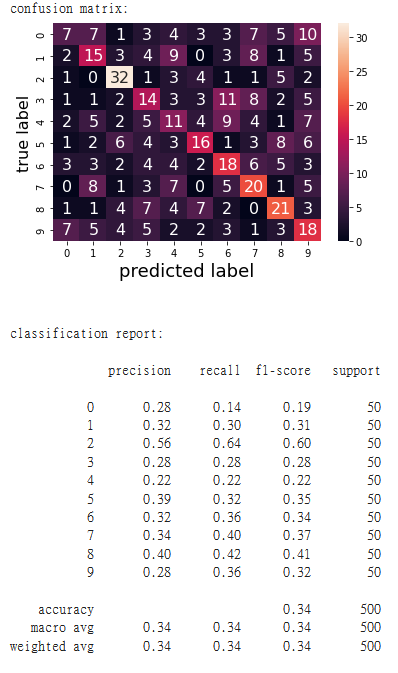 confusion matrix:
0 7 7 1 3 4 3 3 7 5 10
1 2 15 3 4 9 0 3 8 1 5
2 1 0 32 1 3 4 1 1 5 2
3 1 1 2 14 3 3 11 8 2 5
4 2 5 2 5 11 4 9 4 1 7
5 1 2 6 4 3 16 1 3 8 6
6 3 3 2 4 4 2 18 6 5 3
7 0 8 1 3 7 0 5 20 1 5
8 1 1 4 7 4 7 2 0 21 3
9 7 5 4 5 2 2 3 1 3 18
0 1 2 3 4 5 6 7 8 9
true label
predicted label
30
25
20
15
10
5
0
classification report:
precision recall f1-score support
0 0.28 0.14 0.19 50
1 0.32 0.30 0.31 50
2 0.56 0.64 0.60 50
3 0.28 0.28 0.28 50
4 0.22 0.22 0.22 50
5 0.39 0.32 0.35 50
6 0.32 0.36 0.34 50
7 0.34 0.40 0.37 50
8 0.40 0.42 0.41 50
9 0.28 0.36 0.32 50
accuracy 0.34 500
macro avg 0.34 0.34 0.34 500
weighted avg 0.34 0.34 0.34 500